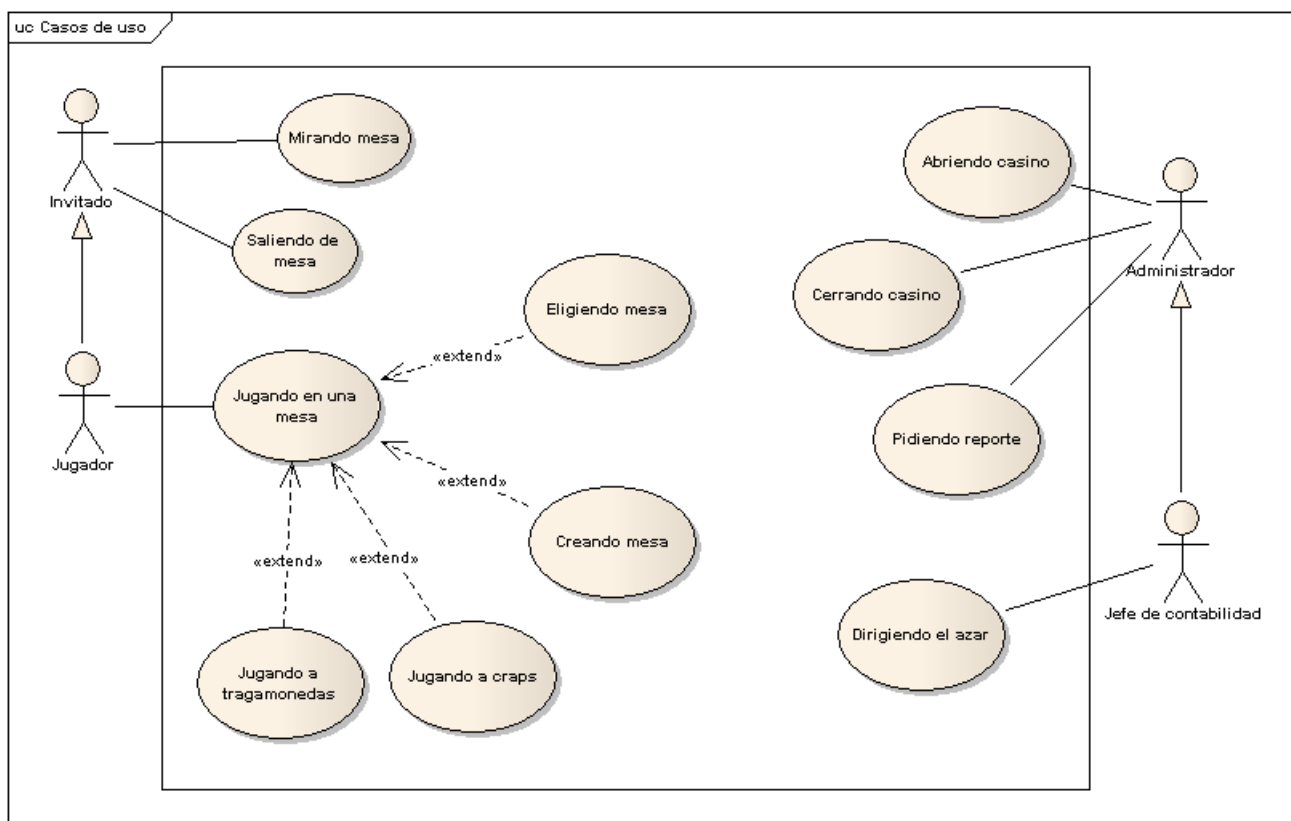 uc Casos de uso
Invitado
Mirando mesa
Saliendo de
mesa
Jugador
Jugando en una
mesa
«extend»
Eligiendo mesa
«extend»
Creando mesa
«extend»
«extend»
Jugando a
tragamonedas
Jugando a craps
Abriendo casino
Administrador
Cerrando casino
Pidiendo reporte
Dirigiendo el azar
Jefe de contabilidad